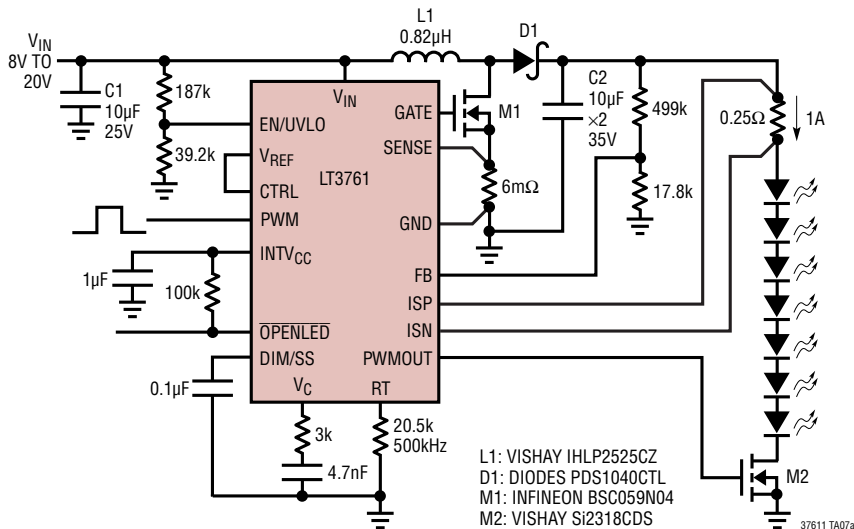 L1
0.82µH
D1
VIN
8V TO
20V
C1
10µF
25V
187k
39.2k
VIN
EN/UVLO
VREF
CTRL
PWM
INTVCC
OPENLED
DIM/SS
VC
RT
LT3761
GATE
SENSE
GND
FB
ISP
ISN
PWMOUT
M1
6mΩ
C2
10µF
×2
35V
499k
17.8k
0.25Ω
1A
1µF
100k
0.1µF
3k
4.7nF
20.5k
500kHz
M2
L1: VISHAY IHLP2525CZ
D1: DIODES PDS1040CTL
M1: INFINEON BSC059N04
M2: VISHAY Si2318CDS
37611 TA07a